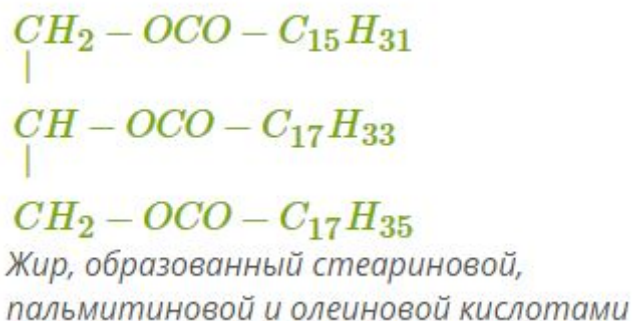 CH₂ – OCO – C₁₅H₃₁
|
CH – OCO – C₁₇H₃₃
|
CH₂ – OCO – C₁₇H₃₅
Жир, образованный стеариновой,
пальмитиновой и олеиновой кислотами